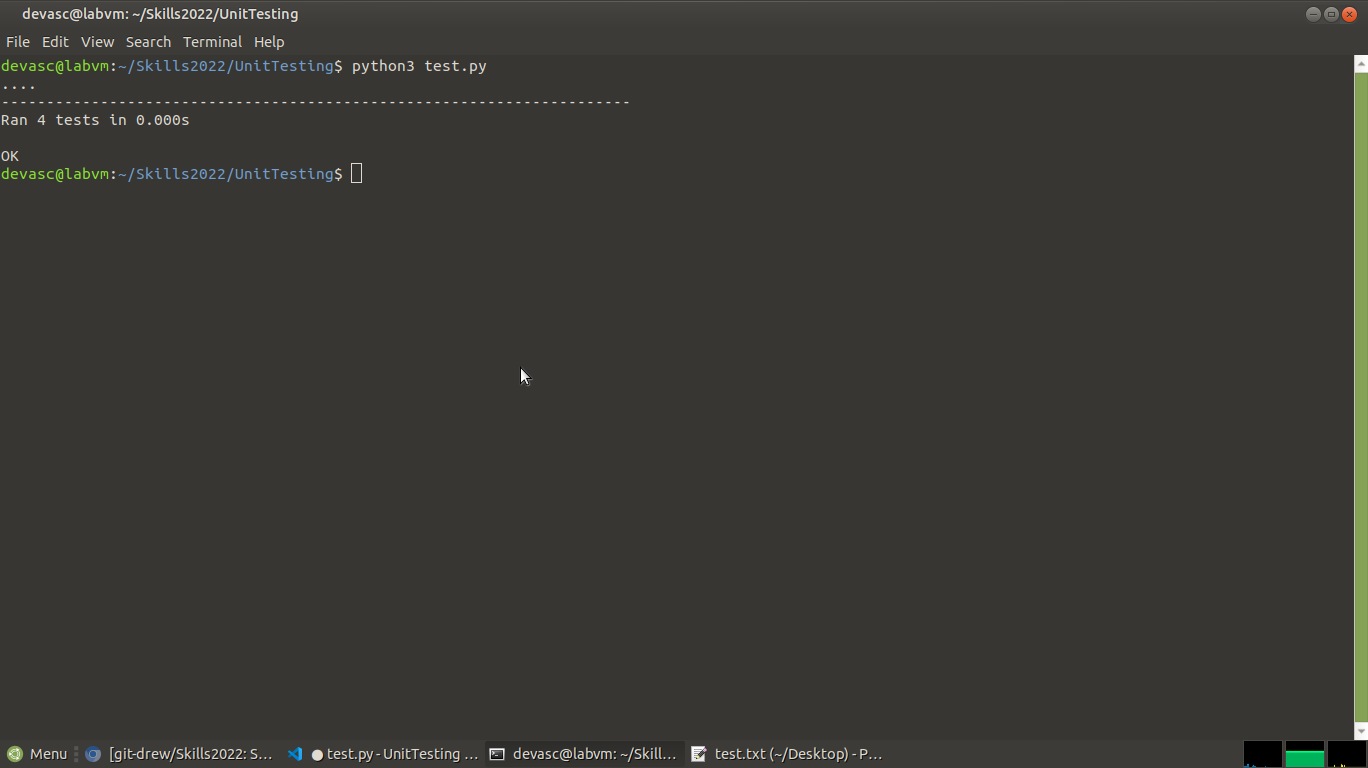 devasc@labvm: ~/Skills2022/UnitTesting
File Edit View Search Terminal Help
devasc@labvm:~/Skills2022/UnitTesting$ python3 test.py
....
----------------------------------------------------------------------
Ran 4 tests in 0.000s
OK
devasc@labvm:~/Skills2022/UnitTesting$
Menu [git-drew/Skills2022: S... ● test.py - UnitTesting ... devasc@labvm: ~/Skill... test.txt (~/Desktop) - P...